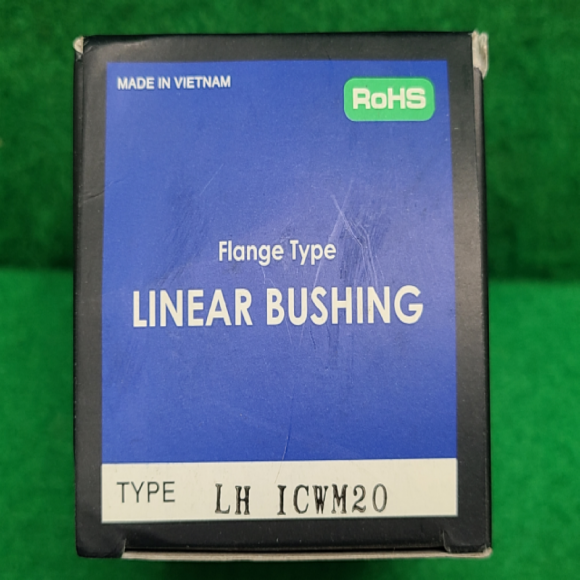 MADE IN VIETNAM
RoHS
Flange Type
LINEAR BUSHING
TYPE LH ICWM20